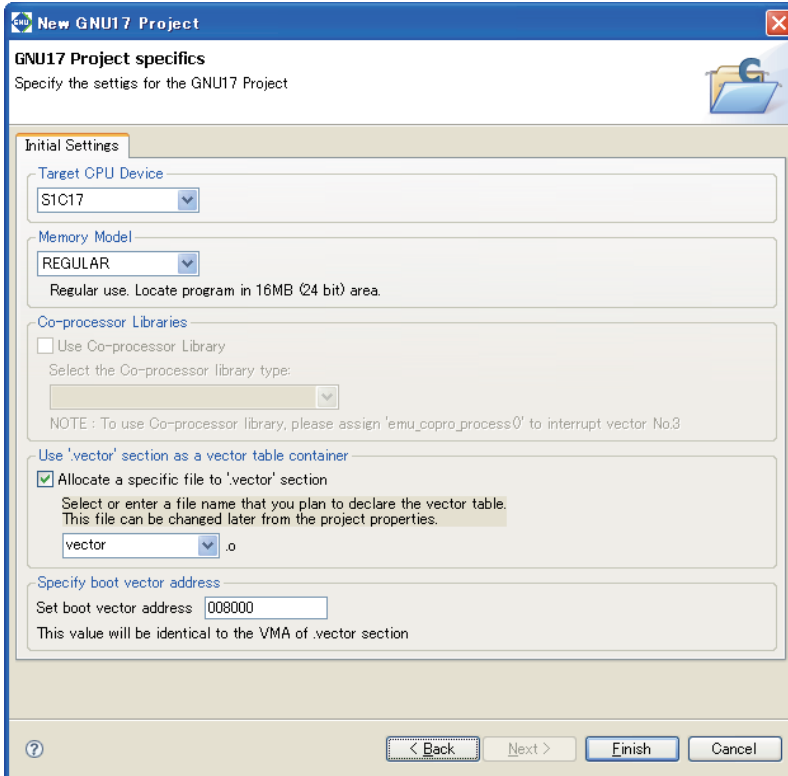 GNU New GNU17 Project
GNU17 Project specifics
Specify the settigs for the GNU17 Project
C
Initial Settings
Target CPU Device
S1C17
Memory Model
REGULAR
Regular use. Locate program in 16MB (24 bit) area.
Co-processor Libraries
Use Co-processor Library
Select the Co-processor library type:
NOTE : To use Co-processor library, please assign 'emu_copro_process()' to interrupt vector No.3
Use '.vector' section as a vector table container
Allocate a specific file to '.vector' section
Select or enter a file name that you plan to declare the vector table.
This file can be changed later from the project properties.
vector .o
Specify boot vector address
Set boot vector address 008000
This value will be identical to the VMA of .vector section
? < Back Next > Finish Cancel